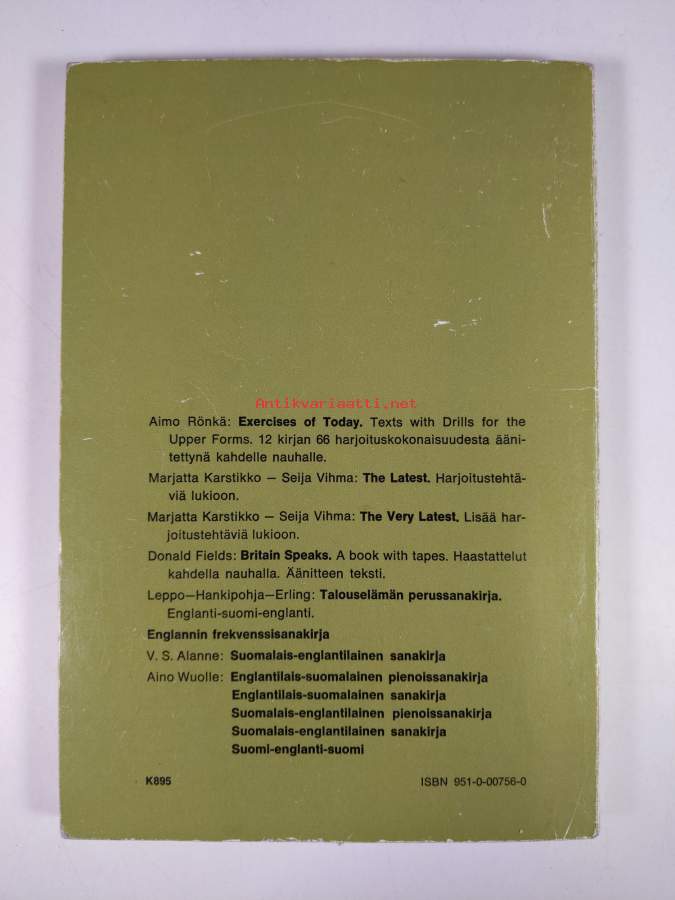 Antikvariaatti.net
Aimo Rönkä: Exercises of Today. Texts with Drills for the
Upper Forms. 12 kirjan 66 harjoituskokonaisuudesta ääni-
tettynä kahdelle nauhalle.
Marjatta Karstikko – Seija Vihma: The Latest. Harjoitustehtä-
viä lukioon.
Marjatta Karstikko – Seija Vihma: The Very Latest. Lisää har-
joitustehtäviä lukioon.
Donald Fields: Britain Speaks. A book with tapes. Haastattelut
kahdella nauhalla. Äänitteen teksti.
Leppo–Hankipohja–Erling: Talouselämän perussanakirja.
Englanti-suomi-englanti.
Englannin frekvenssisanakirja
V. S. Alanne: Suomalais-englantilainen sanakirja
Aino Wuolle: Englantilais-suomalainen pienoissanakirja
Englantilais-suomalainen sanakirja
Suomalais-englantilainen pienoissanakirja
Suomalais-englantilainen sanakirja
Suomi-englanti-suomi
K895 ISBN 951-0-00756-0